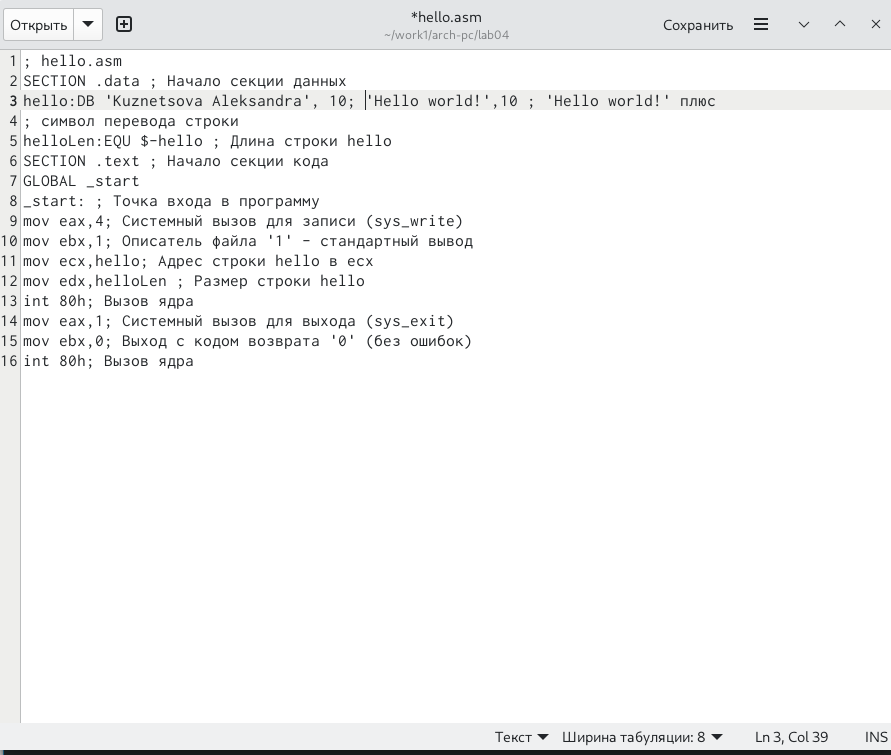 Открыть
*hello.asm
~/work1/arch-pc/lab04
Сохранить
1 ; hello.asm
2 SECTION .data ; Начало секции данных
3 hello:DB 'Kuznetsova Aleksandra', 10; 'Hello world!',10 ; 'Hello world!' плюс
4 ; символ перевода строки
5 helloLen:EQU $-hello ; Длина строки hello
6 SECTION .text ; Начало секции кода
7 GLOBAL _start
8 _start: ; Точка входа в программу
9 mov eax,4; Системный вызов для записи (sys_write)
10 mov ebx,1; Описатель файла '1' - стандартный вывод
11 mov ecx,hello; Адрес строки hello в ecx
12 mov edx,helloLen ; Размер строки hello
13 int 80h; Вызов ядра
14 mov eax,1; Системный вызов для выхода (sys_exit)
15 mov ebx,0; Выход с кодом возврата '0' (без ошибок)
16 int 80h; Вызов ядра
Текст Ширина табуляции: 8 Ln 3, Col 39 INS